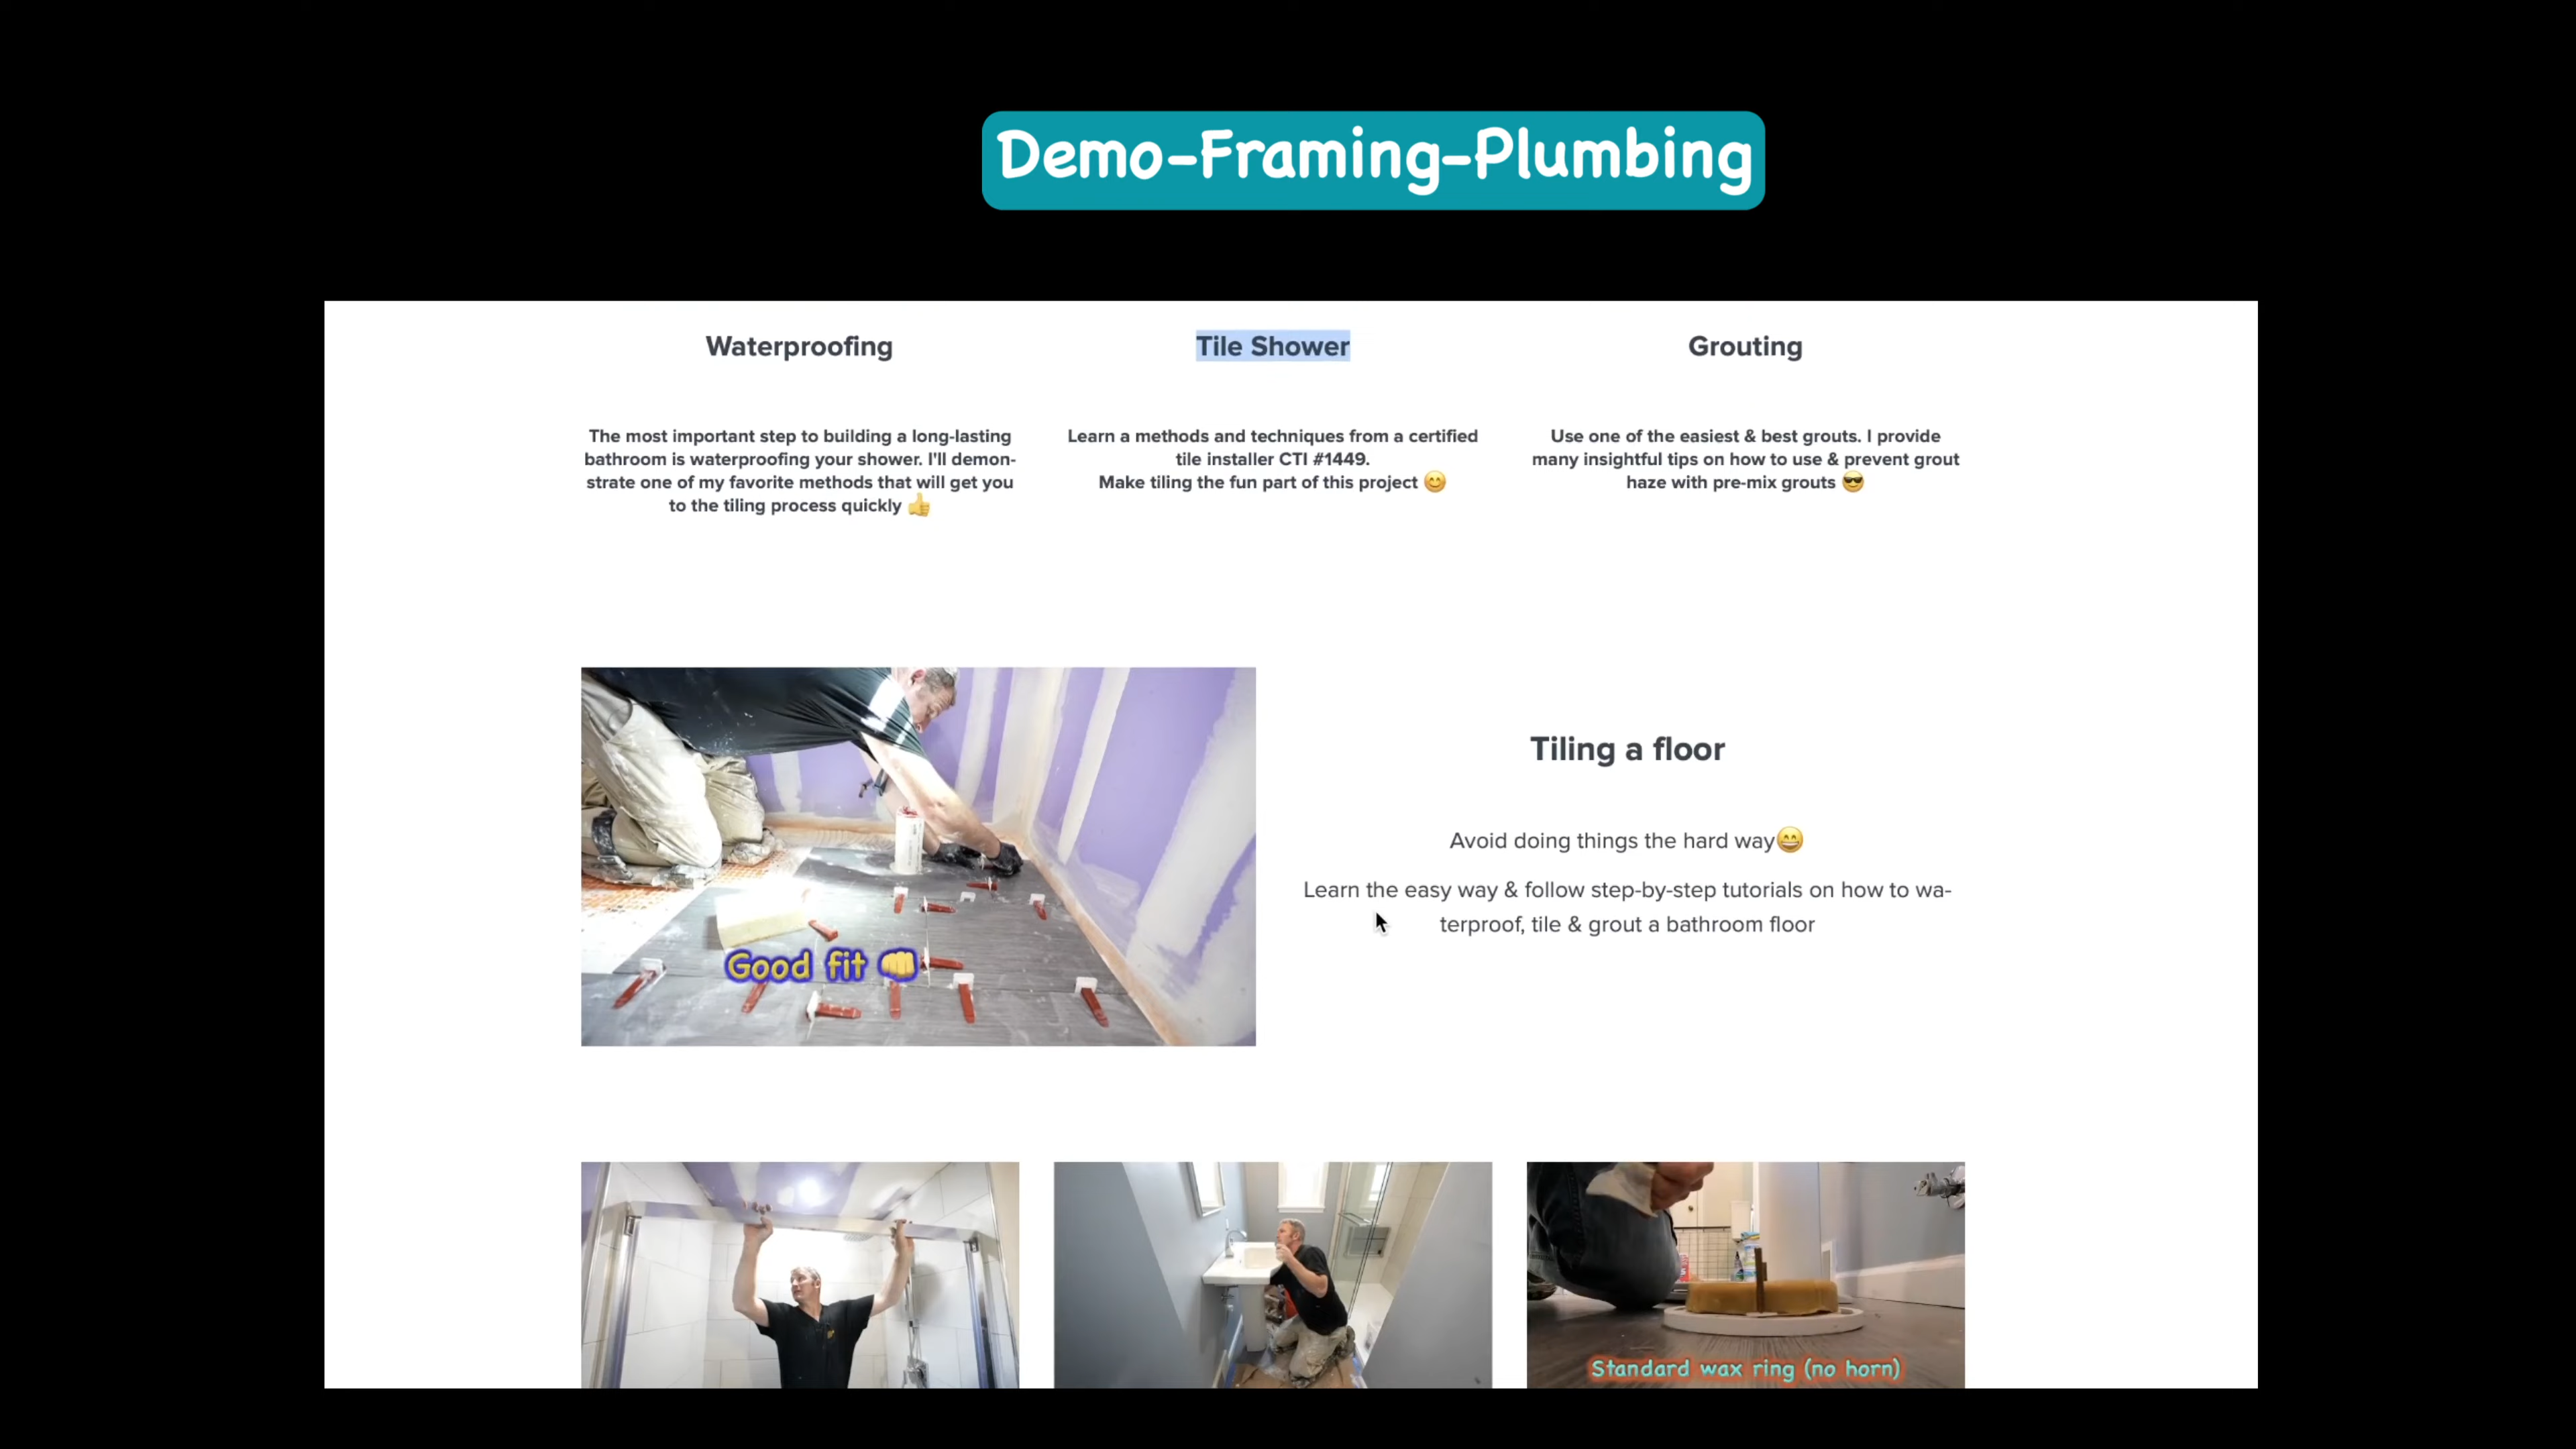 Demo-Framing-Plumbing
Waterproofing
The most important step to building a long-lasting
bathroom is waterproofing your shower. I'll demon-
strate one of my favorite methods that will get you
to the tiling process quickly 👍
Tile Shower
Learn a methods and techniques from a certified
tile installer CTI #1449.
Make tiling the fun part of this project 😊
Grouting
Use one of the easiest & best grouts. I provide
many insightful tips on how to use & prevent grout
haze with pre-mix grouts 😎
Good fit 👊
Tiling a floor
Avoid doing things the hard way😄
Learn the easy way & follow step-by-step tutorials on how to wa-
terproof, tile & grout a bathroom floor
Standard wax ring (no horn)